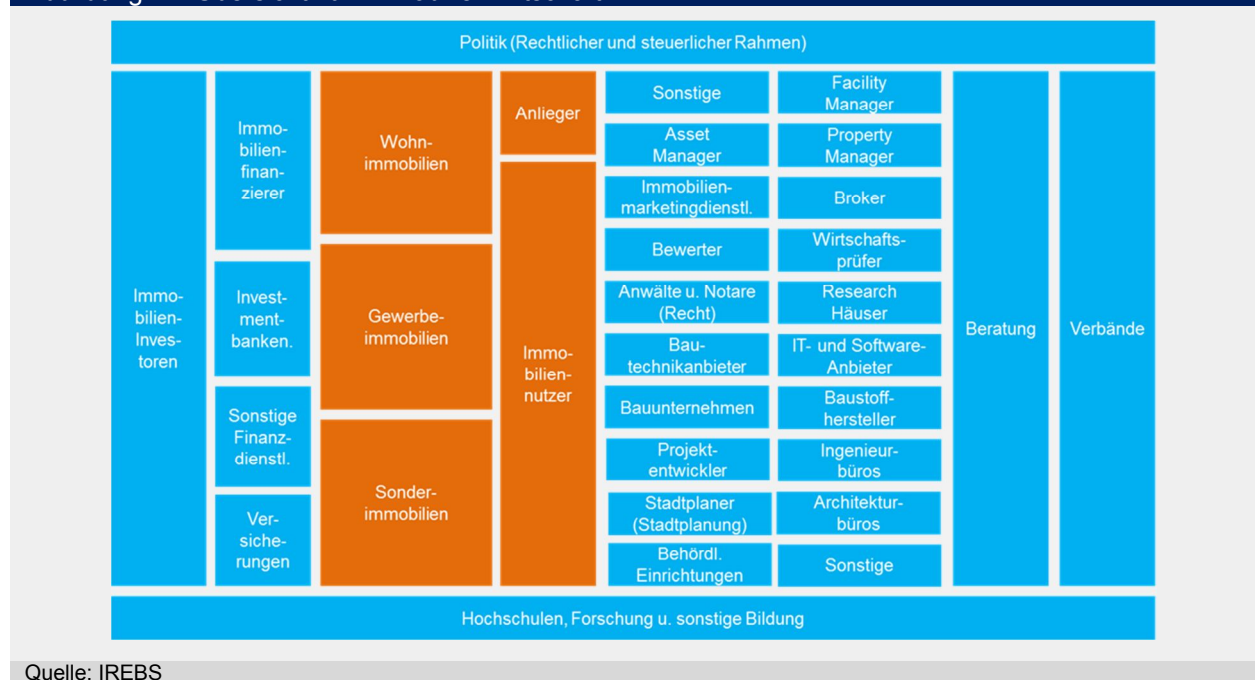 Politik (Rechtlicher und steuerlicher Rahmen)
Immo-
bilien-
Inves-
toren
Immo-
bilien-
finan-
zierer
Invest-
ment-
banken.
Sonstige
Finanz-
dienstl.
Ver-
siche-
rungen
Wohn-
immobilien
Gewerbe-
immobilien
Sonder-
immobilien
Anlieger
Immo-
bilien-
nutzer
Sonstige
Asset
Manager
Immobilien-
marketingdienstl.
Bewerter
Anwälte u. Notare
(Recht)
Bau-
technikanbieter
Bauunternehmen
Projekt-
entwickler
Stadtplaner
(Stadtplanung)
Behördl.
Einrichtungen
Facility
Manager
Property
Manager
Broker
Wirtschafts-
prüfer
Research
Häuser
IT- und Software-
Anbieter
Baustoff-
hersteller
Ingenieur-
büros
Architektur-
büros
Sonstige
Beratung
Verbände
Hochschulen, Forschung u. sonstige Bildung
Quelle: IREBS